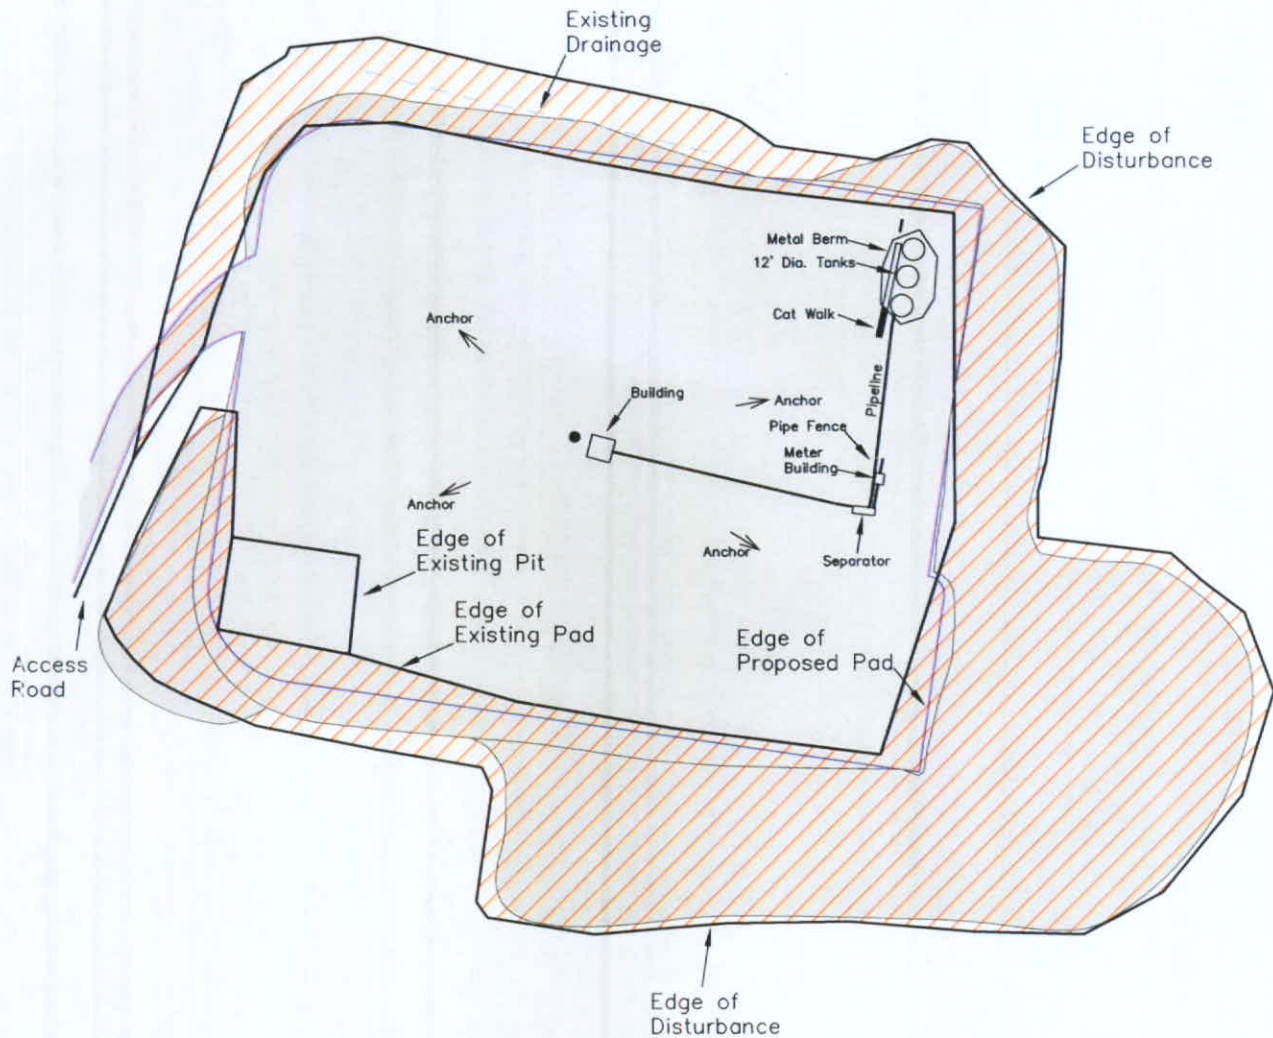 Existing
Drainage
Edge of
Disturbance
Metal Berm
12' Dia. Tanks
Cat Walk
Anchor
Pipeline
Building
Anchor
Pipe Fence
Meter
Building
Anchor
Edge of
Existing Pit
Anchor
Separator
Edge of
Existing Pad
Edge of
Proposed Pad
Access
Road
Edge of
Disturbance